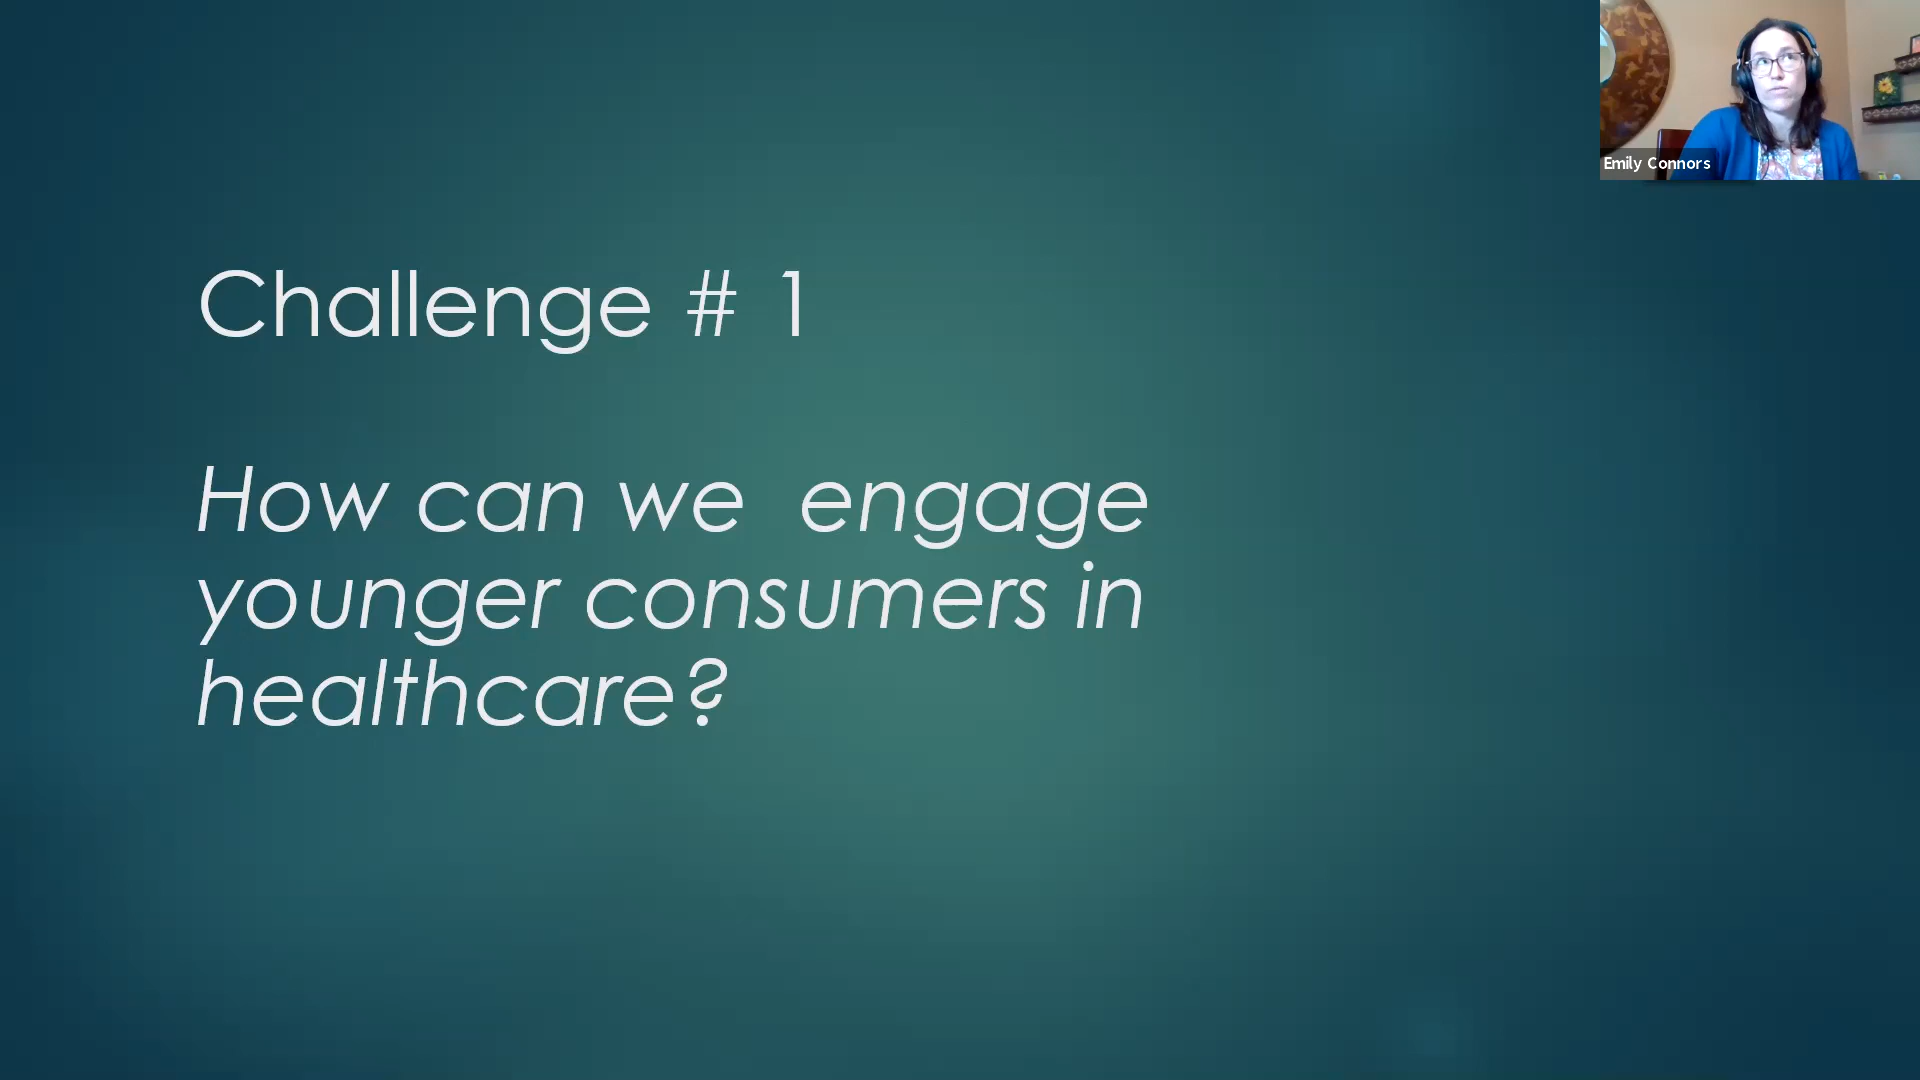 Emily Connors
Challenge # 1
How can we  engage
younger consumers in
healthcare?